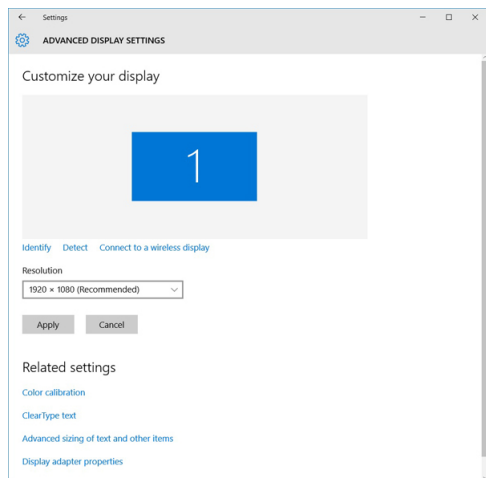 Settings
ADVANCED DISPLAY SETTINGS
Customize your display
1
Identify Detect Connect to a wireless display
Resolution
1920 × 1080 (Recommended)
Apply Cancel
Related settings
Color calibration
ClearType text
Advanced sizing of text and other items
Display adapter properties